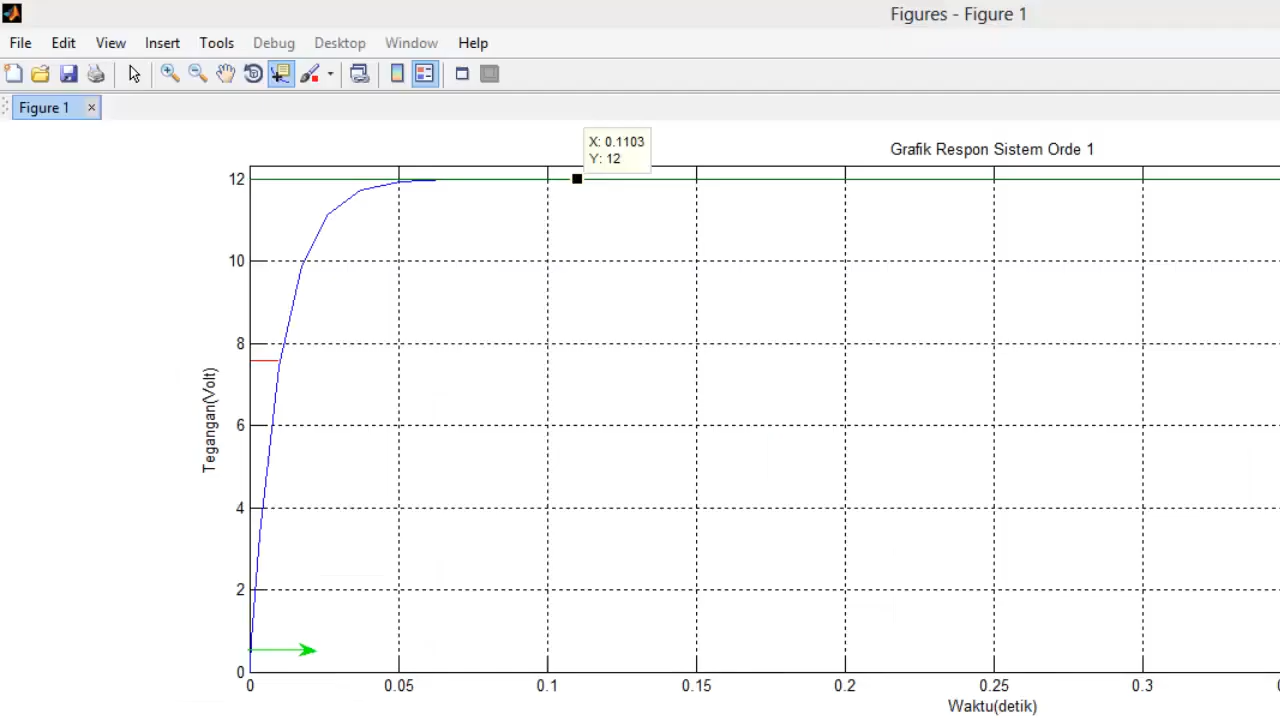 Figures - Figure 1
File Edit View Insert Tools Debug Desktop Window Help
Figure 1
X: 0.1103
Y: 12
Grafik Respon Sistem Orde 1
12
10
8
6
4
2
0
Tegangan(Volt)
0 0.05 0.1 0.15 0.2 0.25 0.3
Waktu(detik)